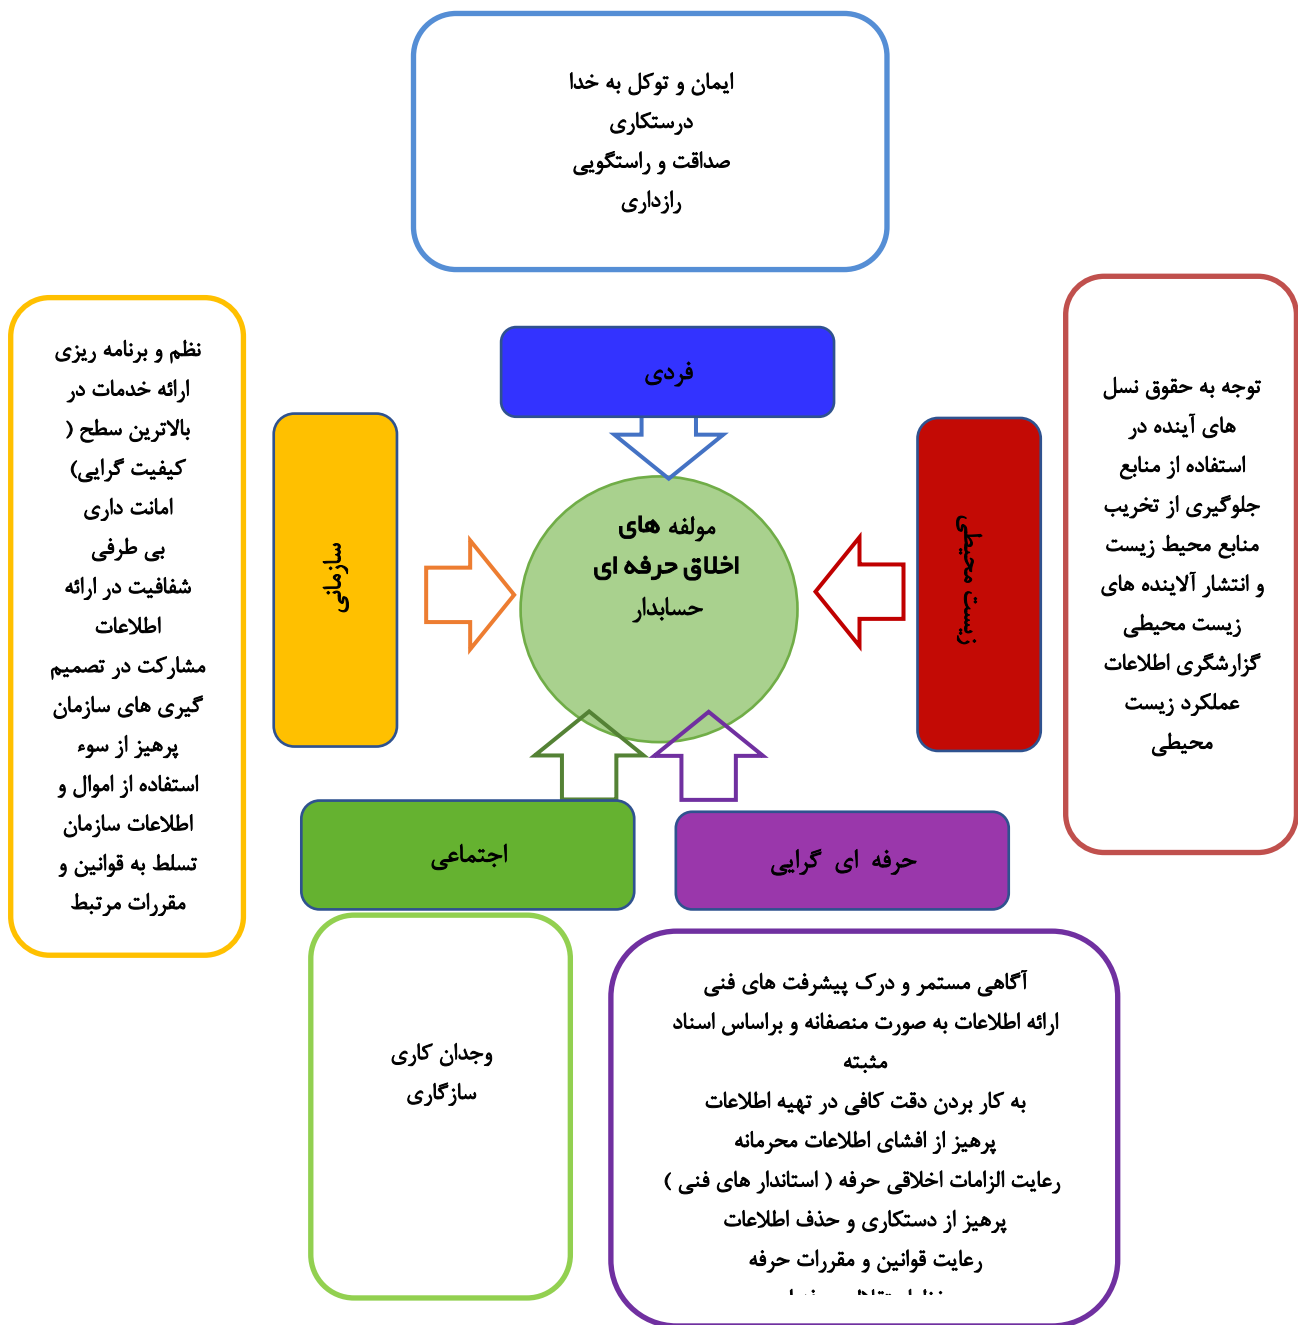 ایمان و توکل به خدا
درستکاری
صداقت و راستگویی
رازداری
فردی
توجه به حقوق نسل
های آینده در
استفاده از منابع
جلوگیری از تخریب
منابع محیط زیست
و انتشار آلاینده های
زیست محیطی
گزارشگری اطلاعات
عملکرد زیست
محیطی
زیست محیطی
مولفه های
اخلاق حرفه ای
حسابدار
سازمانی
نظم و برنامه ریزی
ارائه خدمات در
بالاترین سطح (
کیفیت گرایی)
امانت داری
بی طرفی
شفافیت در ارائه
اطلاعات
مشارکت در تصمیم
گیری های سازمان
پرهیز از سوء
استفاده از اموال و
اطلاعات سازمان
تسلط به قوانین و
مقررات مرتبط
حرفه ای گرایی
اجتماعی
آگاهی مستمر و درک پیشرفت های فنی
ارائه اطلاعات به صورت منصفانه و براساس اسناد
مثبته
به کار بردن دقت کافی در تهیه اطلاعات
پرهیز از افشای اطلاعات محرمانه
رعایت الزامات اخلاقی حرفه ( استاندار های فنی )
پرهیز از دستکاری و حذف اطلاعات
رعایت قوانین و مقررات حرفه
وجدان کاری
سازگاری